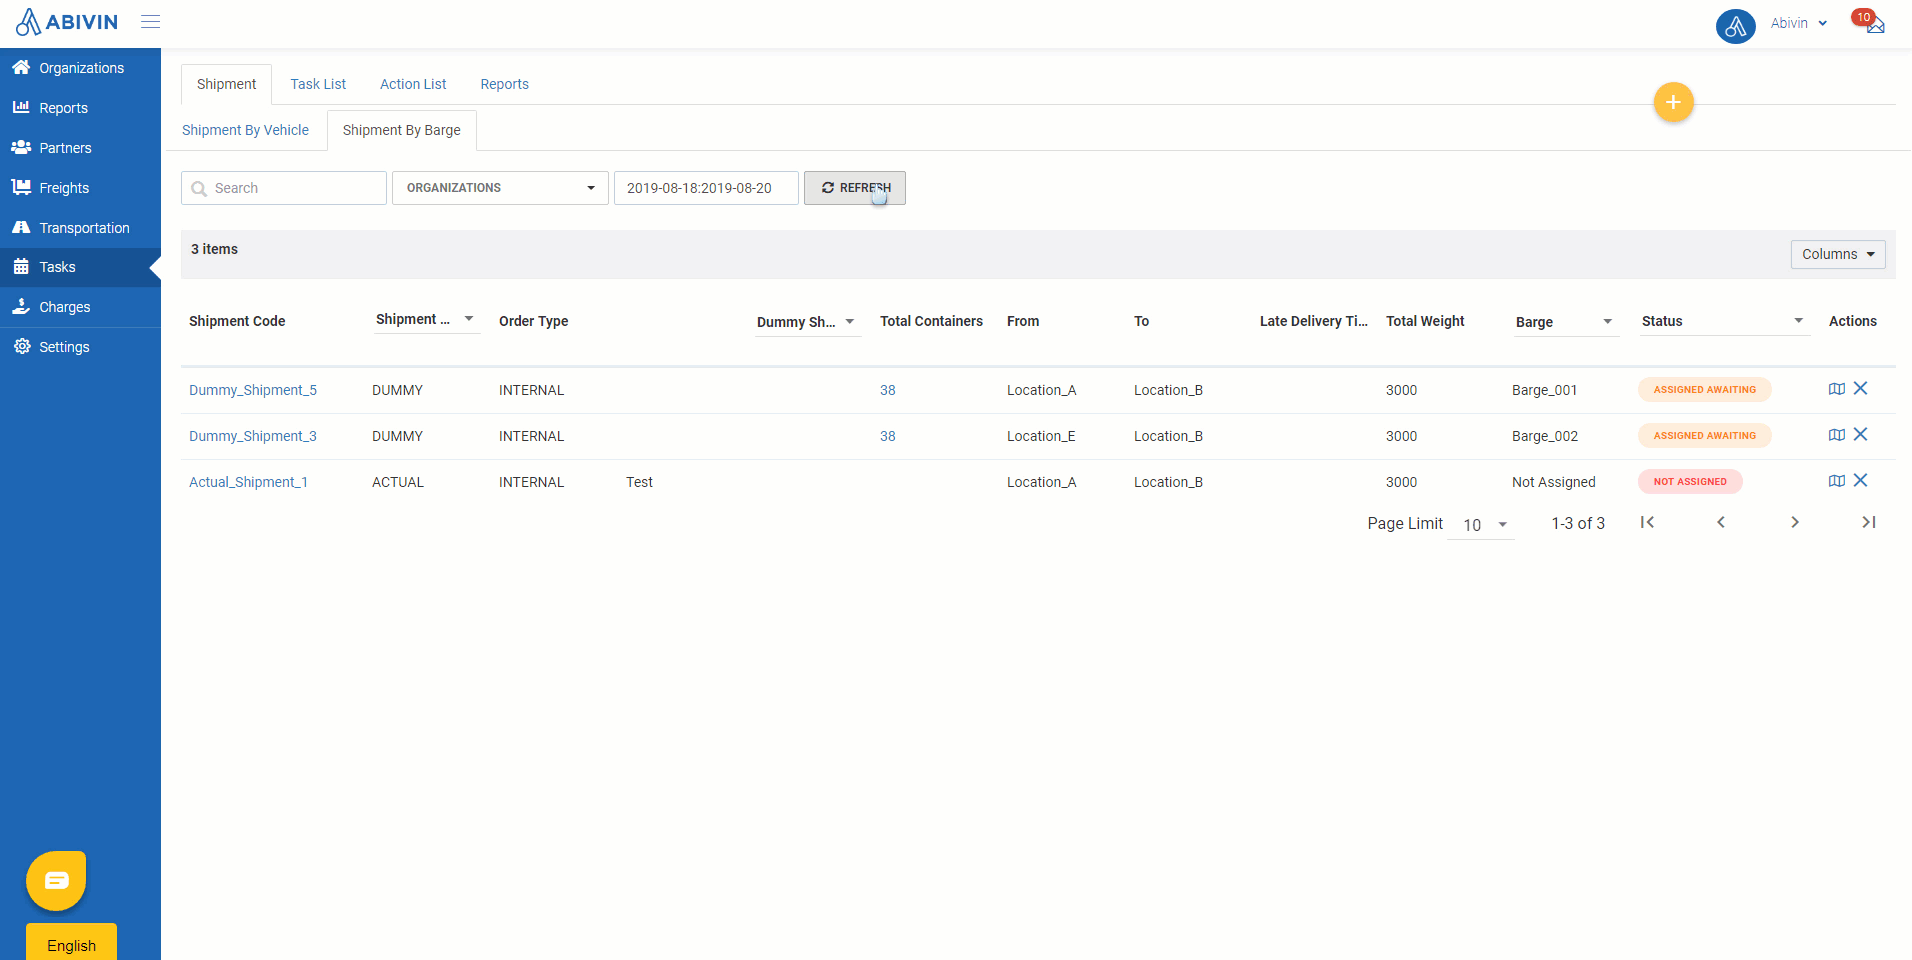 ABIVIN
Abivin
10
Organizations
Reports
Partners
Freights
Transportation
Tasks
Charges
Settings
Shipment Task List Action List Reports
+
Shipment By Vehicle Shipment By Barge
Search ORGANIZATIONS 2019-08-18:2019-08-20 REFRESH
3 items
Columns
Shipment Code Shipment ... Order Type Dummy Sh... Total Containers From To Late Delivery Ti... Total Weight Barge Status Actions
Dummy_Shipment_5 DUMMY INTERNAL 38 Location_A Location_B 3000 Barge_001 ASSIGNED AWAITING
Dummy_Shipment_3 DUMMY INTERNAL 38 Location_E Location_B 3000 Barge_002 ASSIGNED AWAITING
Actual_Shipment_1 ACTUAL INTERNAL Test Location_A Location_B 3000 Not Assigned NOT ASSIGNED
Page Limit 10 1-3 of 3
English